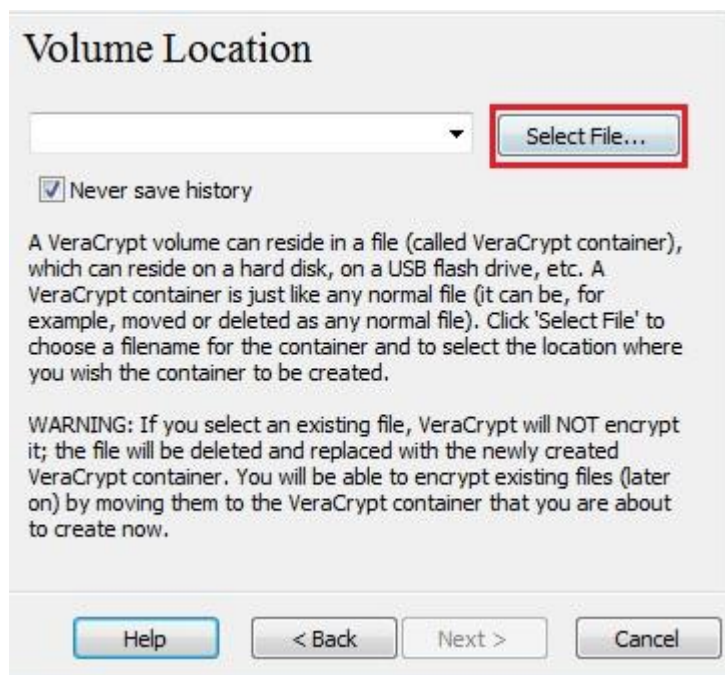 Volume Location
Select File...
Never save history
A VeraCrypt volume can reside in a file (called VeraCrypt container),
which can reside on a hard disk, on a USB flash drive, etc. A
VeraCrypt container is just like any normal file (it can be, for
example, moved or deleted as any normal file). Click 'Select File' to
choose a filename for the container and to select the location where
you wish the container to be created.
WARNING: If you select an existing file, VeraCrypt will NOT encrypt
it; the file will be deleted and replaced with the newly created
VeraCrypt container. You will be able to encrypt existing files (later
on) by moving them to the VeraCrypt container that you are about
to create now.
Help < Back Next > Cancel